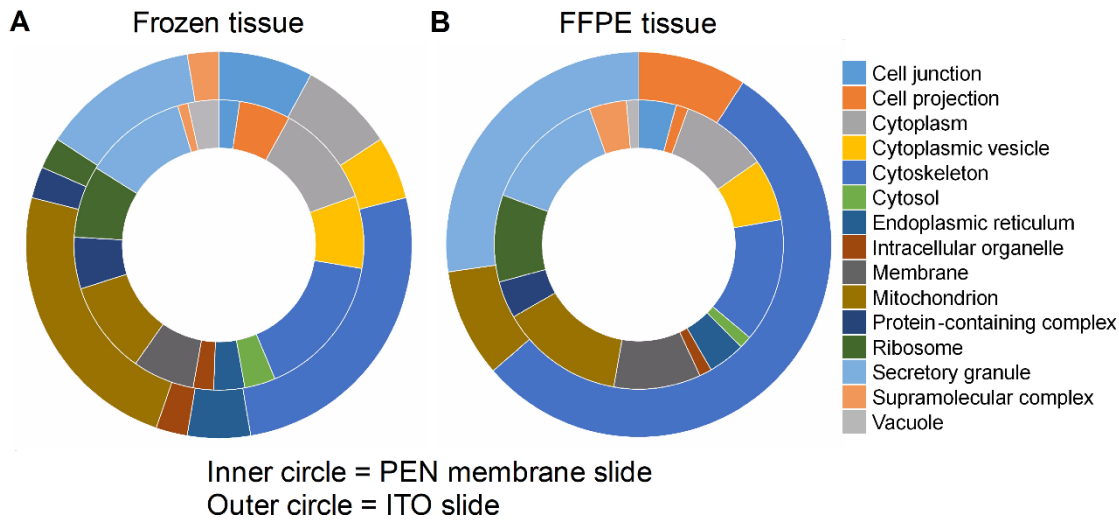 A Frozen tissue
B FFPE tissue
Cell junction
Cell projection
Cytoplasm
Cytoplasmic vesicle
Cytoskeleton
Cytosol
Endoplasmic reticulum
Intracellular organelle
Membrane
Mitochondrion
Protein-containing complex
Ribosome
Secretory granule
Supramolecular complex
Vacuole
Inner circle = PEN membrane slide
Outer circle = ITO slide